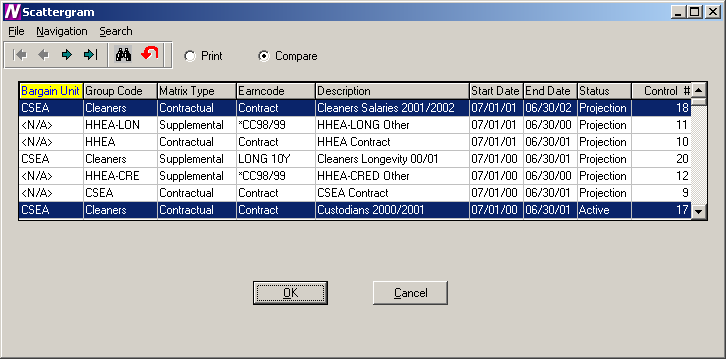 Scattergram
File Navigation Search
Print Compare
Bargain Unit Group Code Matrix Type Earncode Description Start Date End Date Status Control #
CSEA Cleaners Contractual Contract Cleaners Salaries 2001/2002 07/01/01 06/30/02 Projection 18
<N/A> HHEA-LON Supplemental *CC98/99 HHEA-LONG Other 07/01/99 06/30/00 Projection 11
<N/A> HHEA Contractual Contract HHEA Contract 07/01/00 06/30/01 Projection 10
CSEA Cleaners Supplemental LONG 10Y Cleaners Longevity 00/01 07/01/00 06/30/01 Projection 20
<N/A> HHEA-CRE Supplemental *CC98/99 HHEA-CRED Other 07/01/00 06/30/00 Projection 12
<N/A> CSEA Contractual Contract CSEA Contract 07/01/00 06/30/01 Projection 9
CSEA Cleaners Contractual Contract Custodians 2000/2001 07/01/00 06/30/01 Active 17
OK Cancel